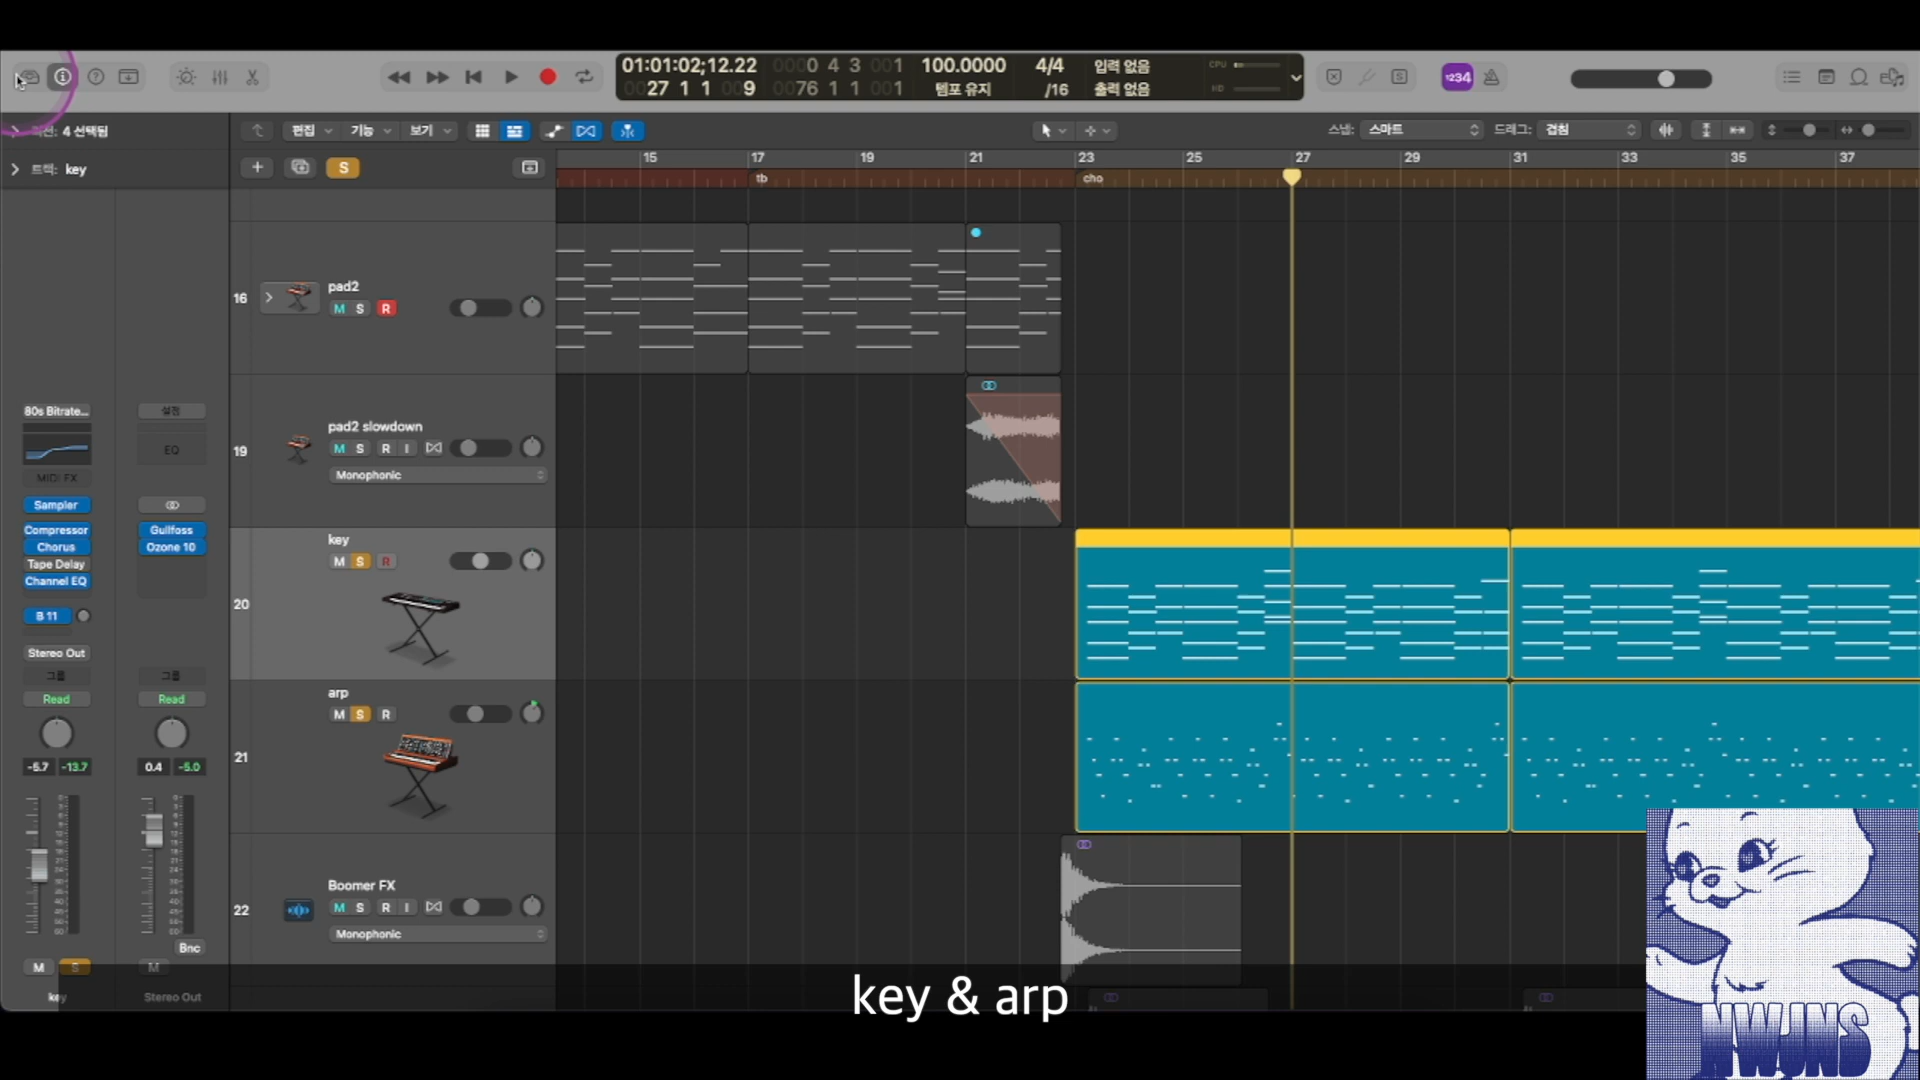 01:01:02;12.22
0000 4 3 001
100.0000
4/4
입력 없음
CPU
1234
0027 1 1 009
0076 1 1 001
템포 유지
/16
출력 없음
HD
4 선택됨
편집
기능
보기
스냅: 스마트
드래그: 겹침
트랙: key
S
15 17 19 21 23 25 27 29 31 33 35 37
tb
cho
16
pad2
M S R
19
pad2 slowdown
M S R I
Monophonic
80s Bitrate...
설정
EQ
MIDI FX
Sampler
Compressor
Gullfoss
Chorus
Ozone 10
Tape Delay
Channel EQ
B 11
Stereo Out
그룹
그룹
Read
Read
-5.7 -13.7
0.4 -5.0
Bnc
M S
M
key
Stereo Out
20
key
M S R
21
arp
M S R
22
Boomer FX
M S R I
Monophonic
key & arp
NWJNS